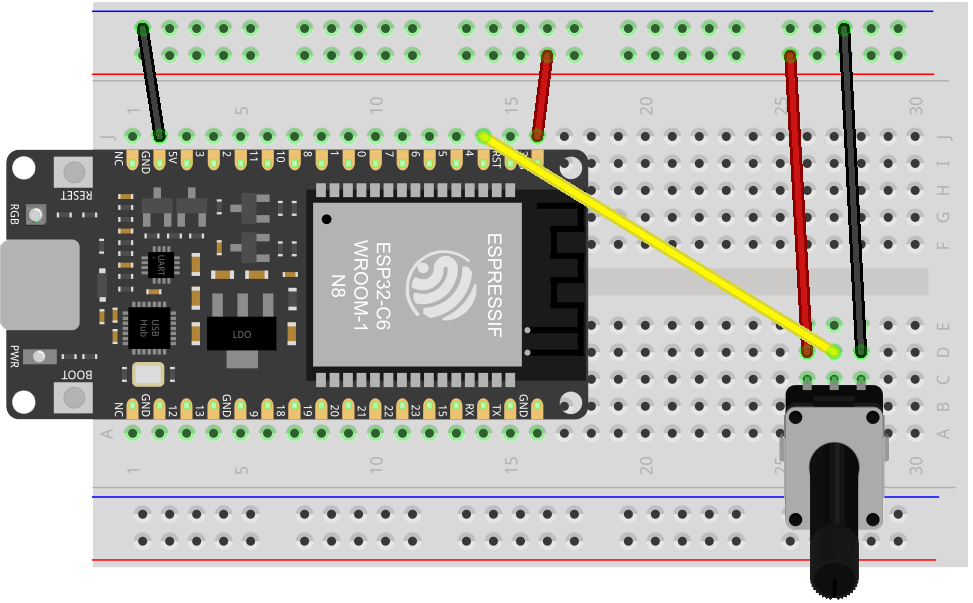 1 5 10 15 20 25 30
J J
NC GND 5V 3 2 11 10 8 1 0 7 6 5 4 RST
I
H
G
F
RESET
RGB
UART
USB
Hub
LDO
PWR
BOOT
ESPRESSIF
ESP32-C6
WROOM-1
N8
E
D
C
B
NC GND 12 13 GND 9 18 19 20 21 22 23 15 RX TX GND
A A
1 5 10 15 20 30